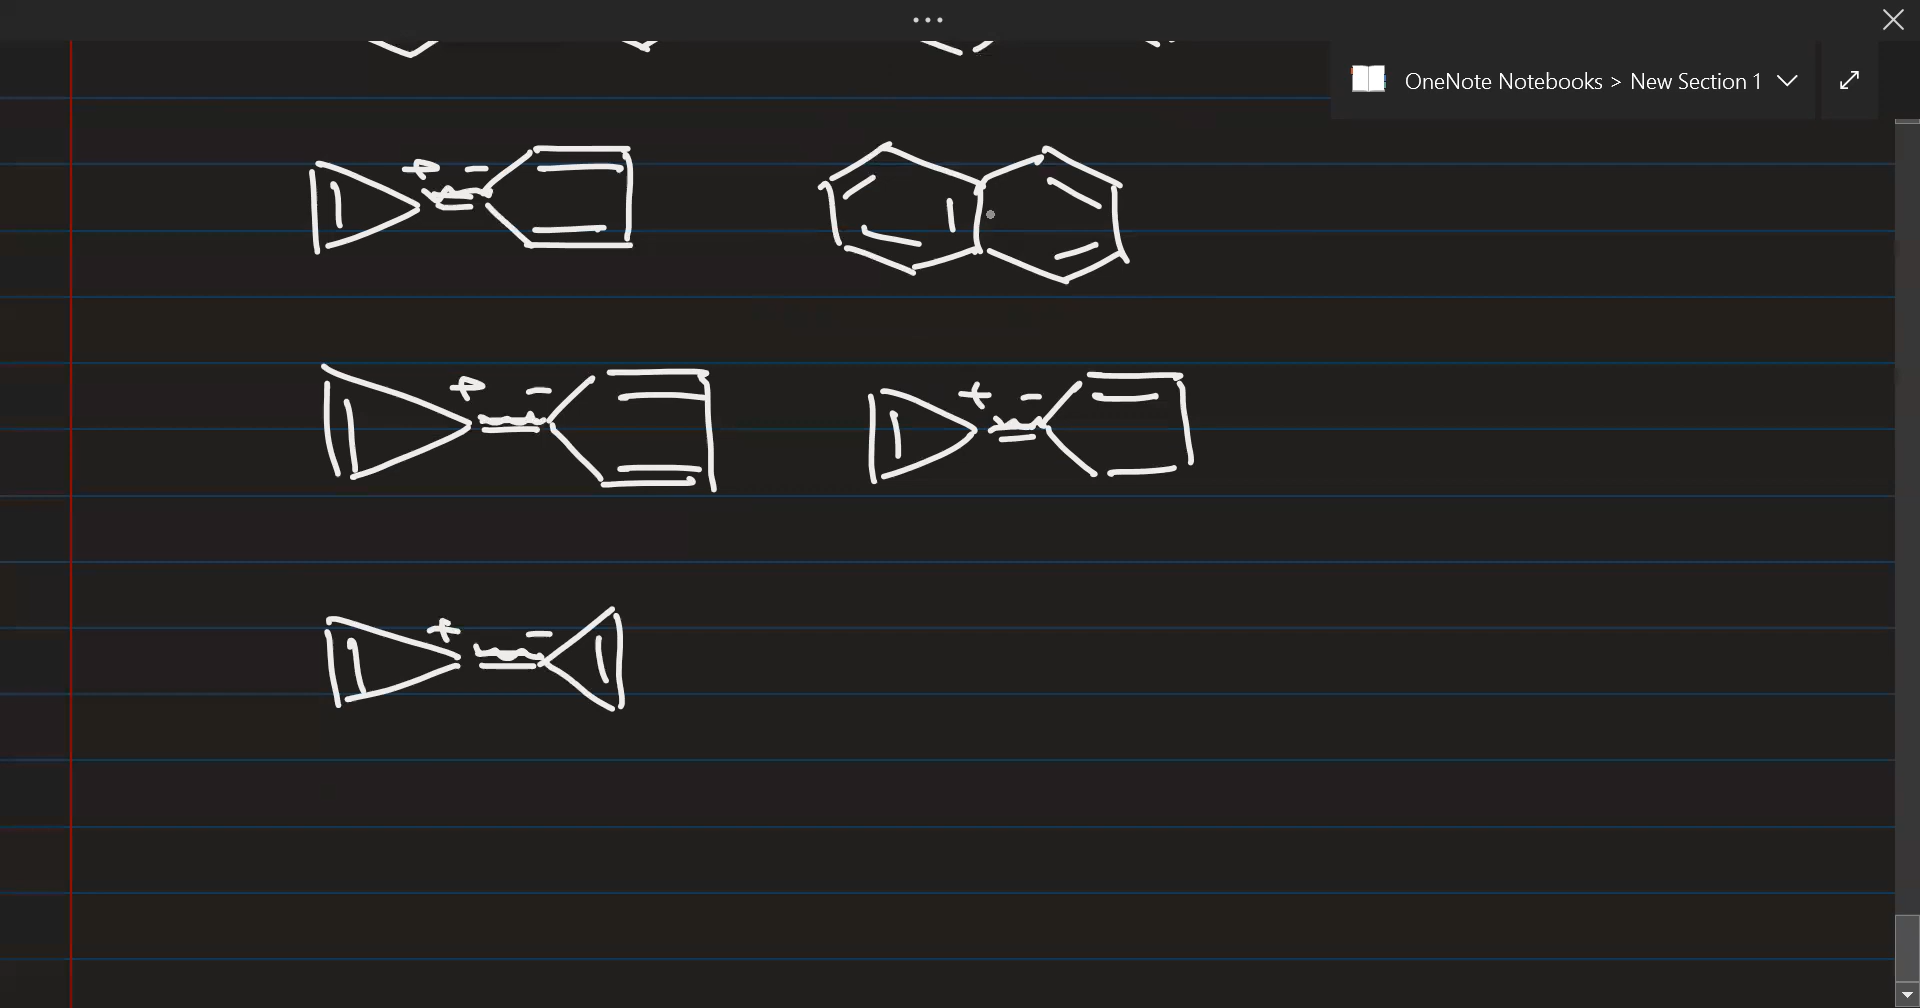 OneNote Notebooks > New Section 1
+ -
+ -
+ -
+ -